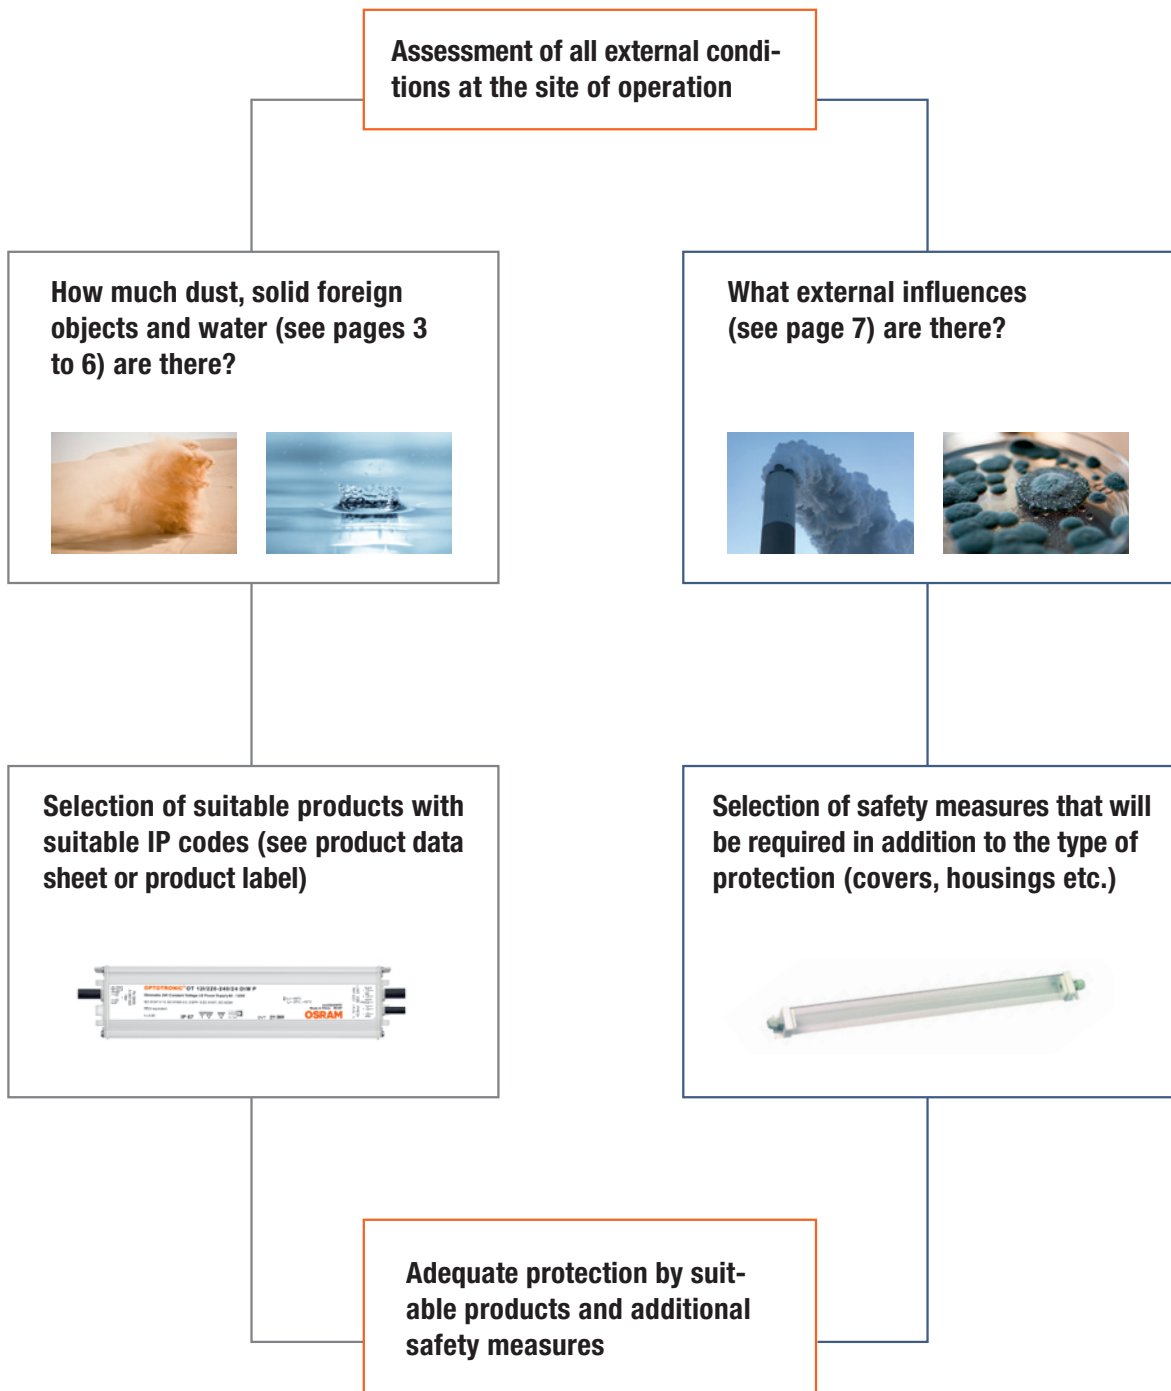 Assessment of all external condi-
tions at the site of operation
How much dust, solid foreign
objects and water (see pages 3
to 6) are there?
What external influences
(see page 7) are there?
Selection of suitable products with
suitable IP codes (see product data
sheet or product label)
OPTOTRONIC
IP 67
OSRAM
Selection of safety measures that will
be required in addition to the type of
protection (covers, housings etc.)
Adequate protection by suit-
able products and additional
safety measures